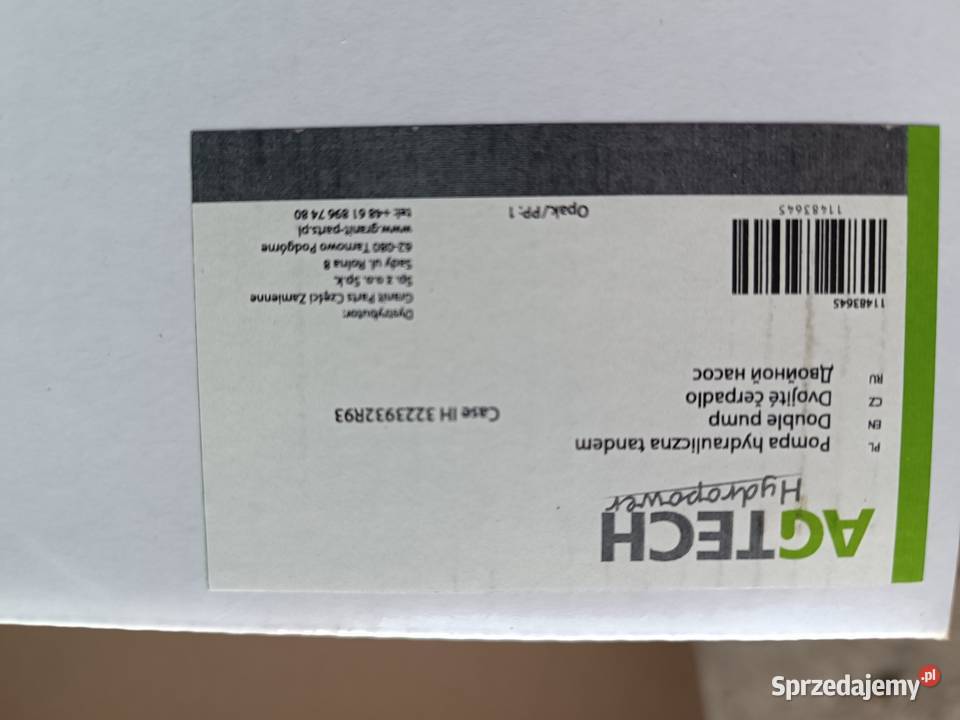 AGTECH
Hydropower
PL Pompa hydrauliczna tandem
EN Double pump
CZ Dvojité čerpadlo
RU Двойной насос
Case IH 3223932R93
11483645
11483645
Opak/PP: 1
Dystrybutor:
Granit Parts Części Zamienne
Sp. z o.o. Sp.k.
Sady ul. Rolna 8
62-080 Tarnowo Podgórne
www.granit-parts.pl
tel: +48 61 896 74 80
Sprzedajemy.pl